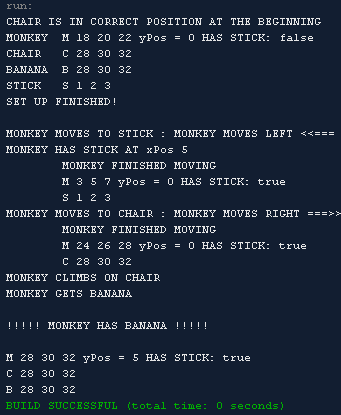 run:
CHAIR IS IN CORRECT POSITION AT THE BEGINNING
MONKEY  M 18 20 22 yPos = 0 HAS STICK: false
CHAIR   C 28 30 32
BANANA  B 28 30 32
STICK   S 1 2 3
SET UP FINISHED!

MONKEY MOVES TO STICK : MONKEY MOVES LEFT <<===
MONKEY HAS STICK AT xPos 5
        MONKEY FINISHED MOVING
        M 3 5 7 yPos = 0 HAS STICK: true
        S 1 2 3
MONKEY MOVES TO CHAIR : MONKEY MOVES RIGHT ===>>
        MONKEY FINISHED MOVING
        M 24 26 28 yPos = 0 HAS STICK: true
        C 28 30 32
MONKEY CLIMBS ON CHAIR
MONKEY GETS BANANA

!!!!! MONKEY HAS BANANA !!!!!

M 28 30 32 yPos = 5 HAS STICK: true
C 28 30 32
B 28 30 32
BUILD SUCCESSFUL (total time: 0 seconds)